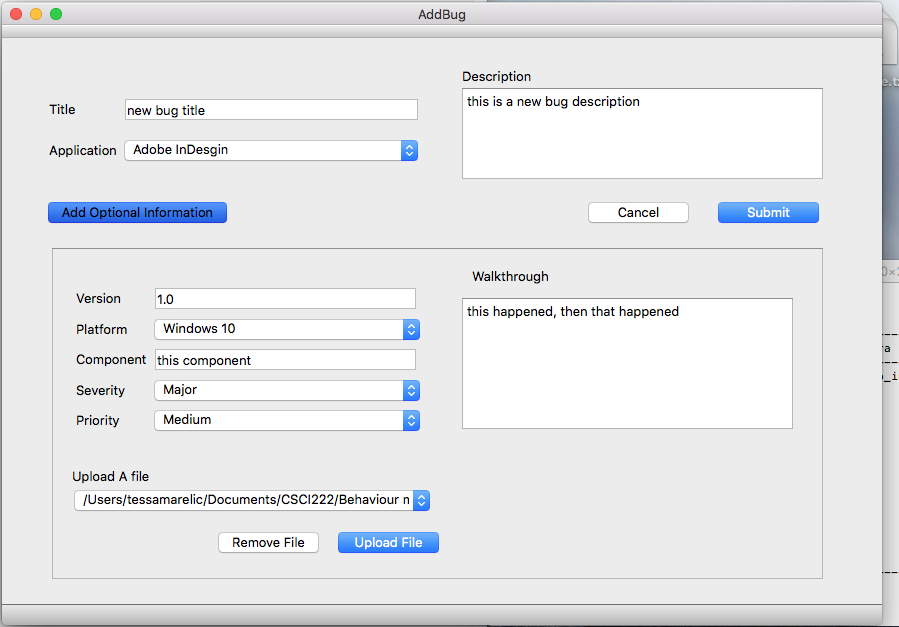 AddBug
Description
Title
new bug title
this is a new bug description
Application
Adobe InDesgin
Add Optional Information
Cancel
Submit
Walkthrough
Version
1.0
this happened, then that happened
Platform
Windows 10
Component
this component
Severity
Major
Priority
Medium
Upload A file
/Users/tessamarelic/Documents/CSCI222/Behaviour
Remove File
Upload File